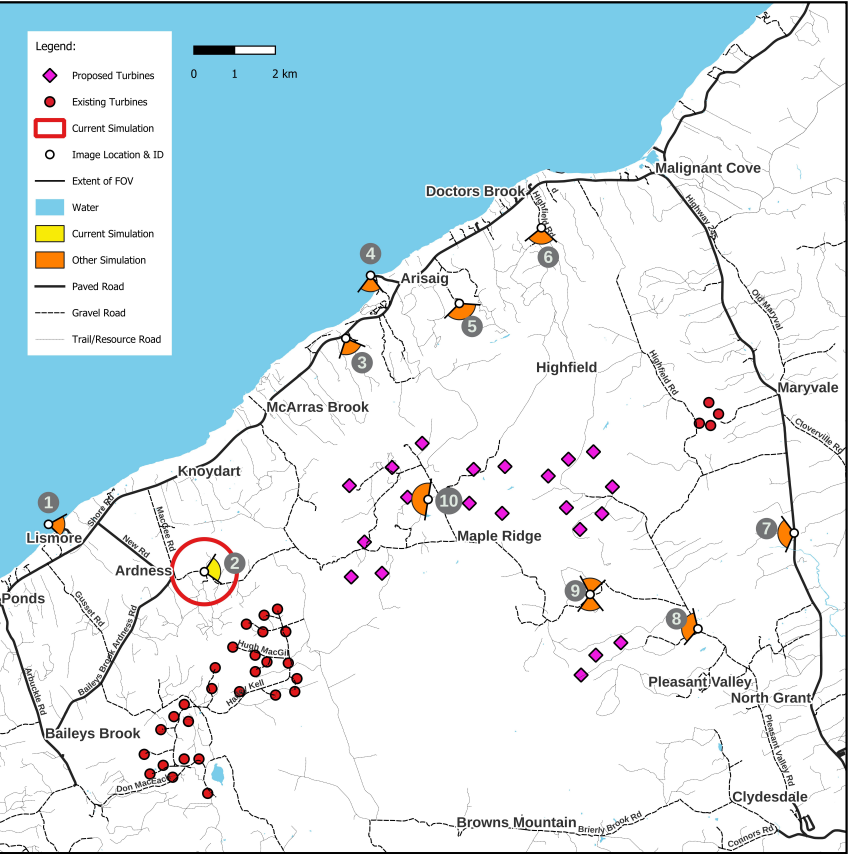 Legend:
Proposed Turbines
Existing Turbines
Current Simulation
Image Location & ID
Extent of FOV
Water
Current Simulation
Other Simulation
Paved Road
Gravel Road
Trail/Resource Road
0 1 2 km
Malignant Cove
Doctors Brook
Highfield Rd
Highway 245
6
4
Arisaig
5
3
Old Maryval
Highfield
Highfield Rd
Maryvale
McArras Brook
Cloverville Rd
Knoydart
1
Shore Rd
MacGee Rd
10
Lismore
New Rd
Maple Ridge
7
Ardness
2
Ponds
Gusset Rd
9
8
Baileys Brook Ardness Rd
Hugh MacGil
Arbuckle Rd
Kell
Pleasant Valley
North Grant
Baileys Brook
Pleasant Valley Rd
Don MacEach
Clydesdale
Browns Mountain
Brierly Brook Rd
Connors Rd